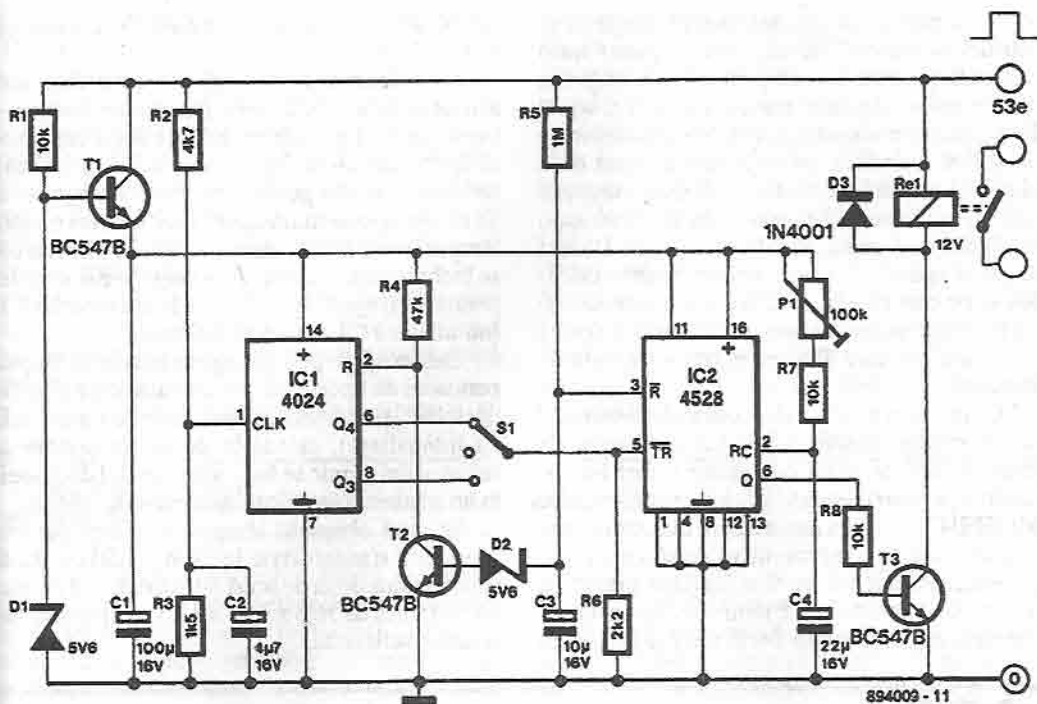 53e
R1
10k
T1
BC547B
R2
4k7
R5
1M
D3
1N4001
Re1
12V
R4
47k
P1
100k
R7
10k
14
+
IC1
4024
1
CLK
2
R
6
Q4
8
Q3
7
S1
11
16
+
IC2
4528
3
R̅
5
T̅R̅
2
RC
6
Q
1
4
8
12
13
R8
10k
T3
BC547B
T2
BC547B
D2
5V6
D1
5V6
C1
100µ
16V
R3
1k5
C2
4µ7
16V
C3
10µ
16V
R6
2k2
C4
22µ
16V
0
894009 - 11